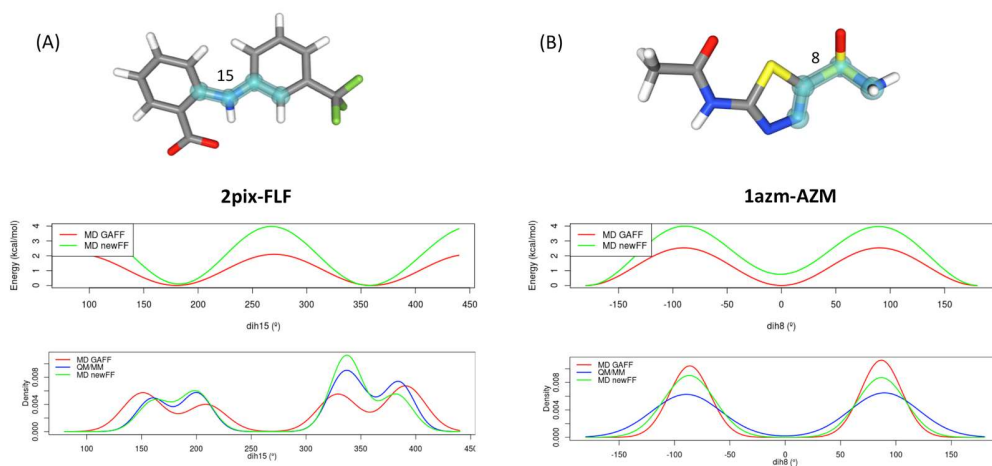 (A)
15
2pix-FLF
MD GAFF
MD newFF
Energy (kcal/mol)
0 1 2 3 4
100 150 200 250 300 350 400 450
dih15 (º)
MD GAFF
QM/MM
MD newFF
Density
0.000 0.004 0.008
100 150 200 250 300 350 400 450
dih15 (°)
(B)
8
1azm-AZM
MD GAFF
MD newFF
Energy (kcal/mol)
0 1 2 3 4
-150 -100 -50 0 50 100 150
dih8 (º)
MD GAFF
QM/MM
MD newFF
Density
0.000 0.004 0.008
-150 -100 -50 0 50 100 150
dih8 (°)